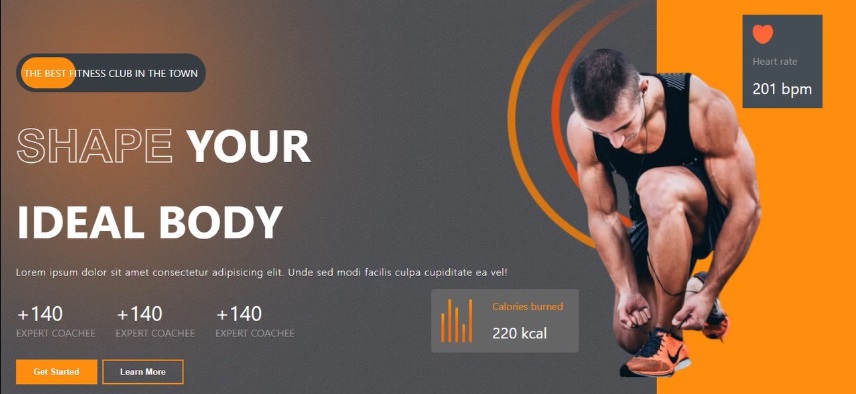 THE BEST FITNESS CLUB IN THE TOWN
SHAPE YOUR
IDEAL BODY
Lorem ipsum dolor sit amet consectetur adipisicing elit. Unde sed modi facilis culpa cupiditate ea vel!
+140 +140 +140
EXPERT COACHEE EXPERT COACHEE EXPERT COACHEE
Get Started Learn More
Heart rate
201 bpm
Calories burned
220 kcal